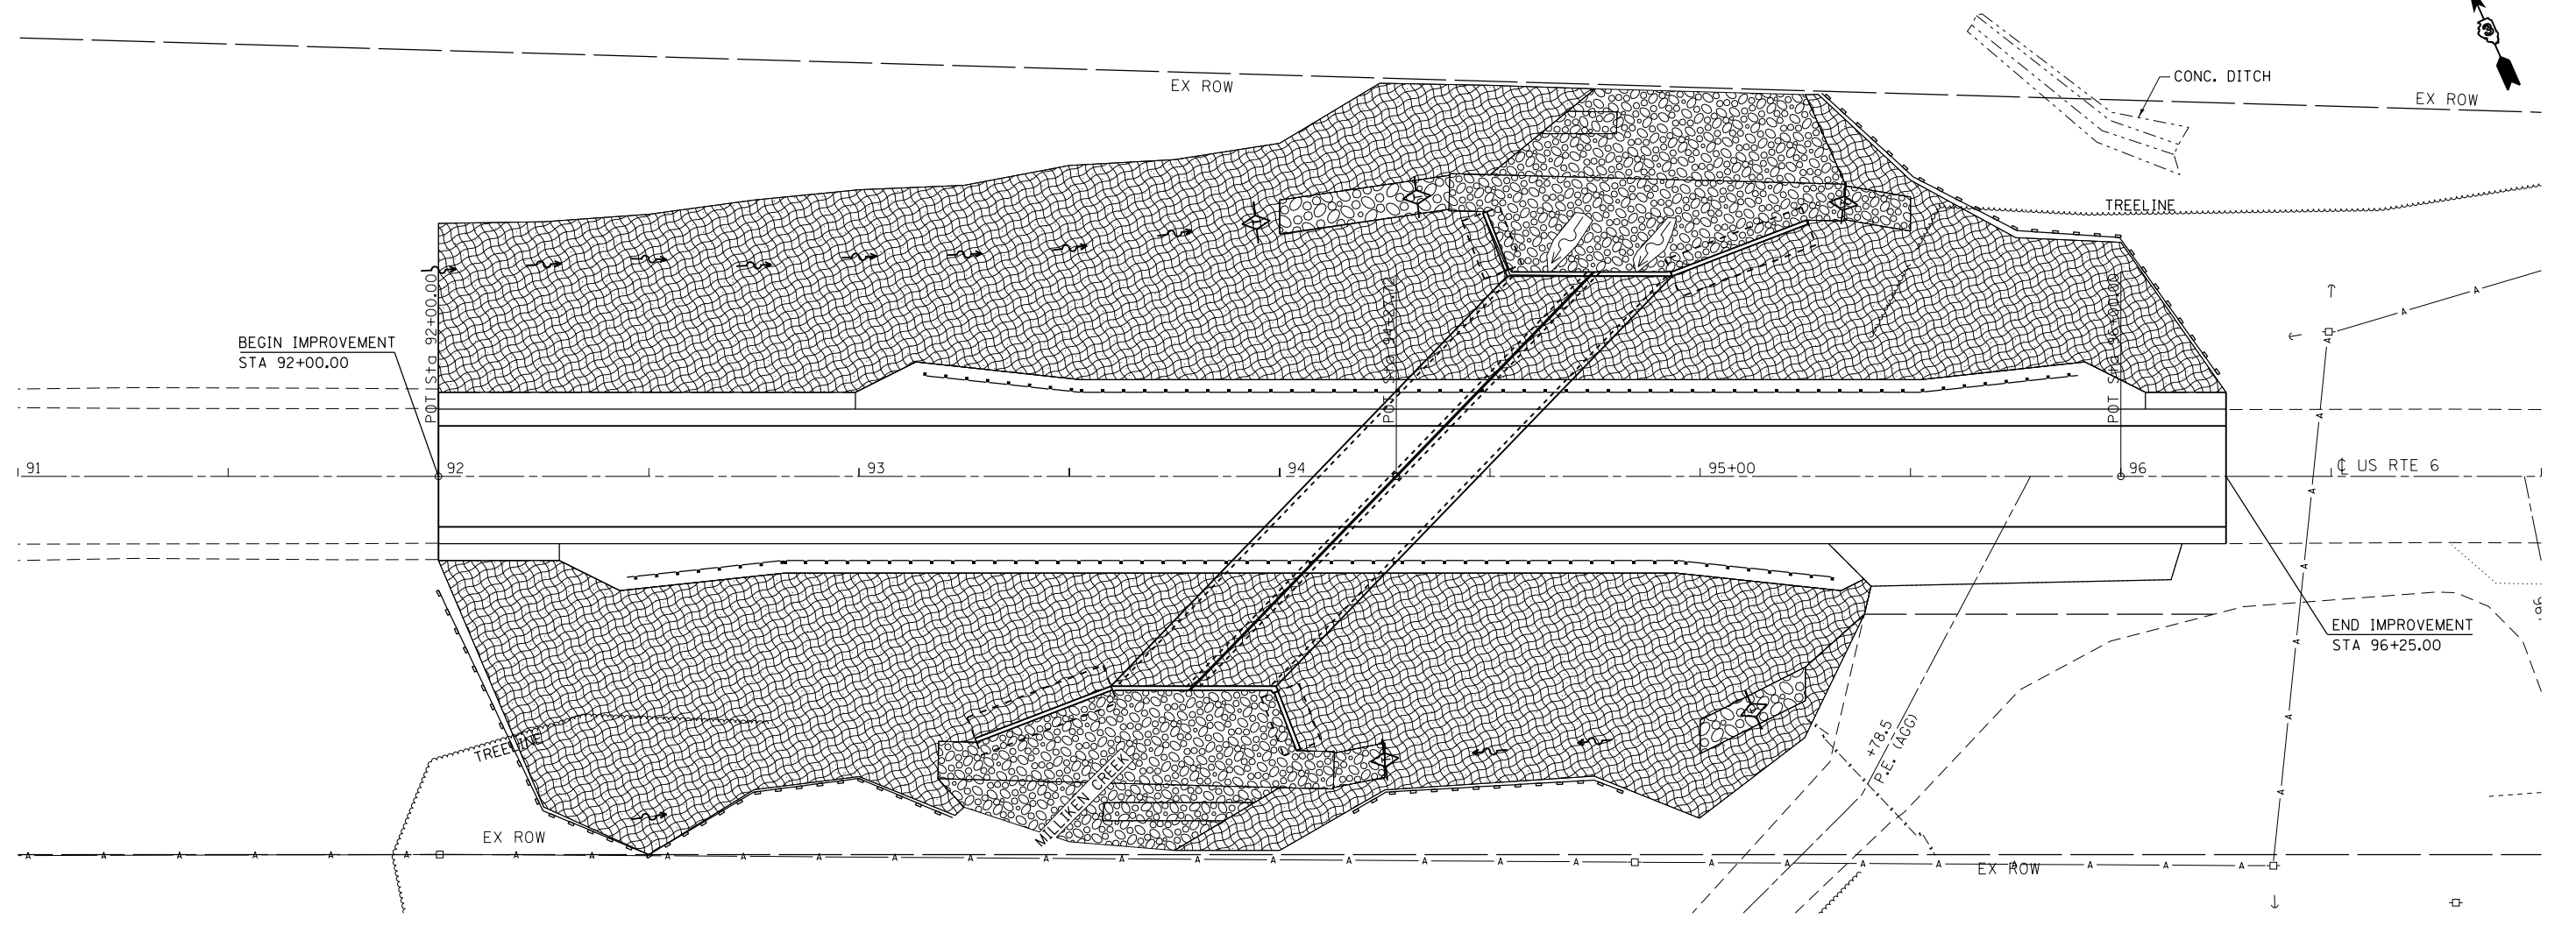 CONC. DITCH
EX ROW
EX ROW
TREELINE
BEGIN IMPROVEMENT
STA 92+00.00
POT Sta 92+00.00
POT Sta 96+00.00
91
92
93
94
95+00
96
℄ US RTE 6
END IMPROVEMENT
STA 96+25.00
+78.5
P.E. (AGG)
TREELINE
MILLIKEN CREEK
EX ROW
EX ROW
A A A A A A A A A A A A A A A A A A A A A A A A A A A A A